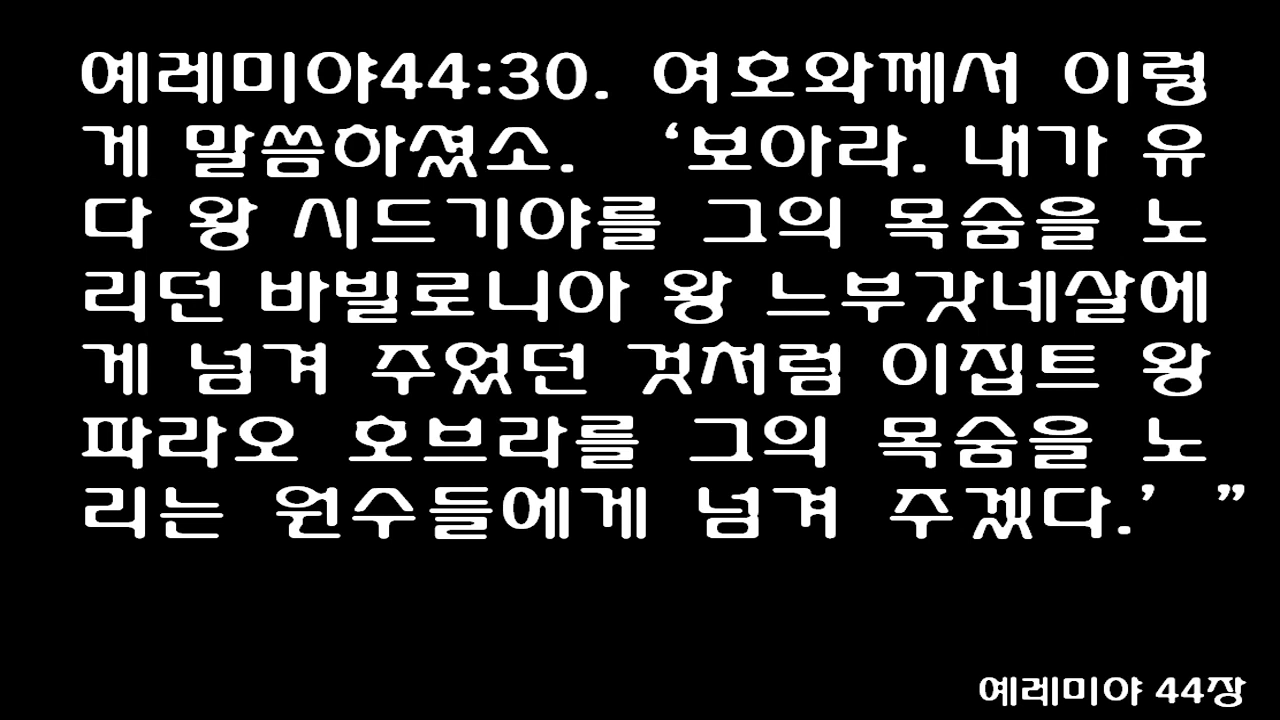 예레미야44:30. 여호와께서 이렇
게 말씀하셨소. ‘보아라. 내가 유
다 왕 시드기야를 그의 목숨을 노
리던 바빌로니아 왕 느부갓네살에
게 넘겨 주었던 것처럼 이집트 왕
파라오 호브라를 그의 목숨을 노
리는 원수들에게 넘겨 주겠다.’ ”
예레미야 44장